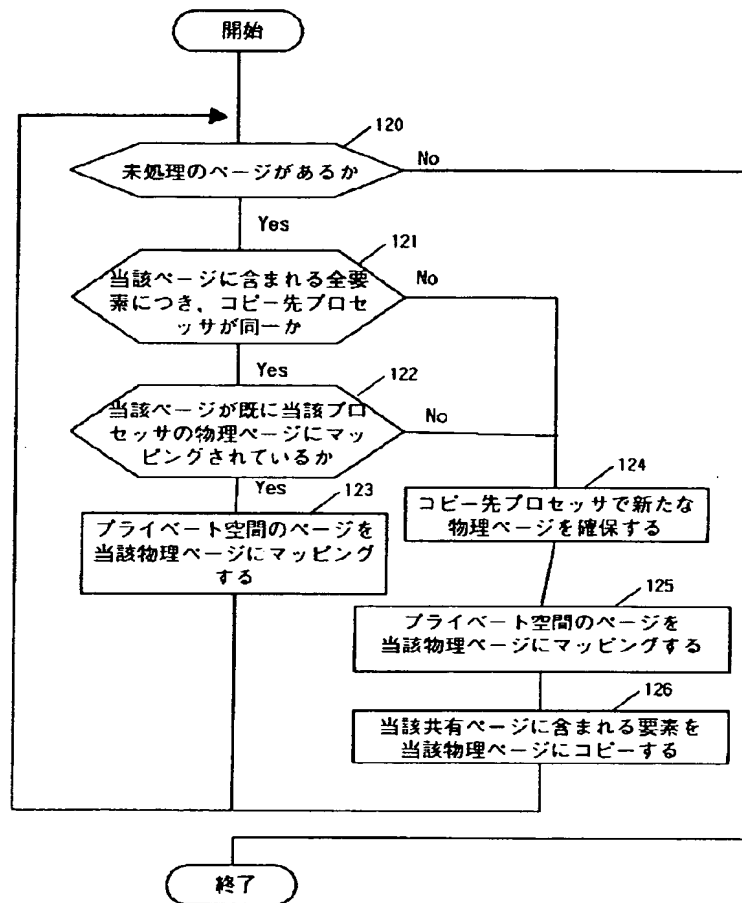 開始
120
未処理のページがあるか
No
Yes
121
当該ページに含まれる全要
素につき，コピー先プロセ
ッサが同一か
No
Yes
122
当該ページが既に当該プロ
セッサの物理ページにマッ
ピングされているか
No
Yes
123
プライベート空間のページを
当該物理ページにマッピング
する
124
コピー先プロセッサで新たな
物理ページを確保する
125
プライベート空間のページを
当該物理ページにマッピングする
126
当該共有ページに含まれる要素を
当該物理ページにコピーする
終了